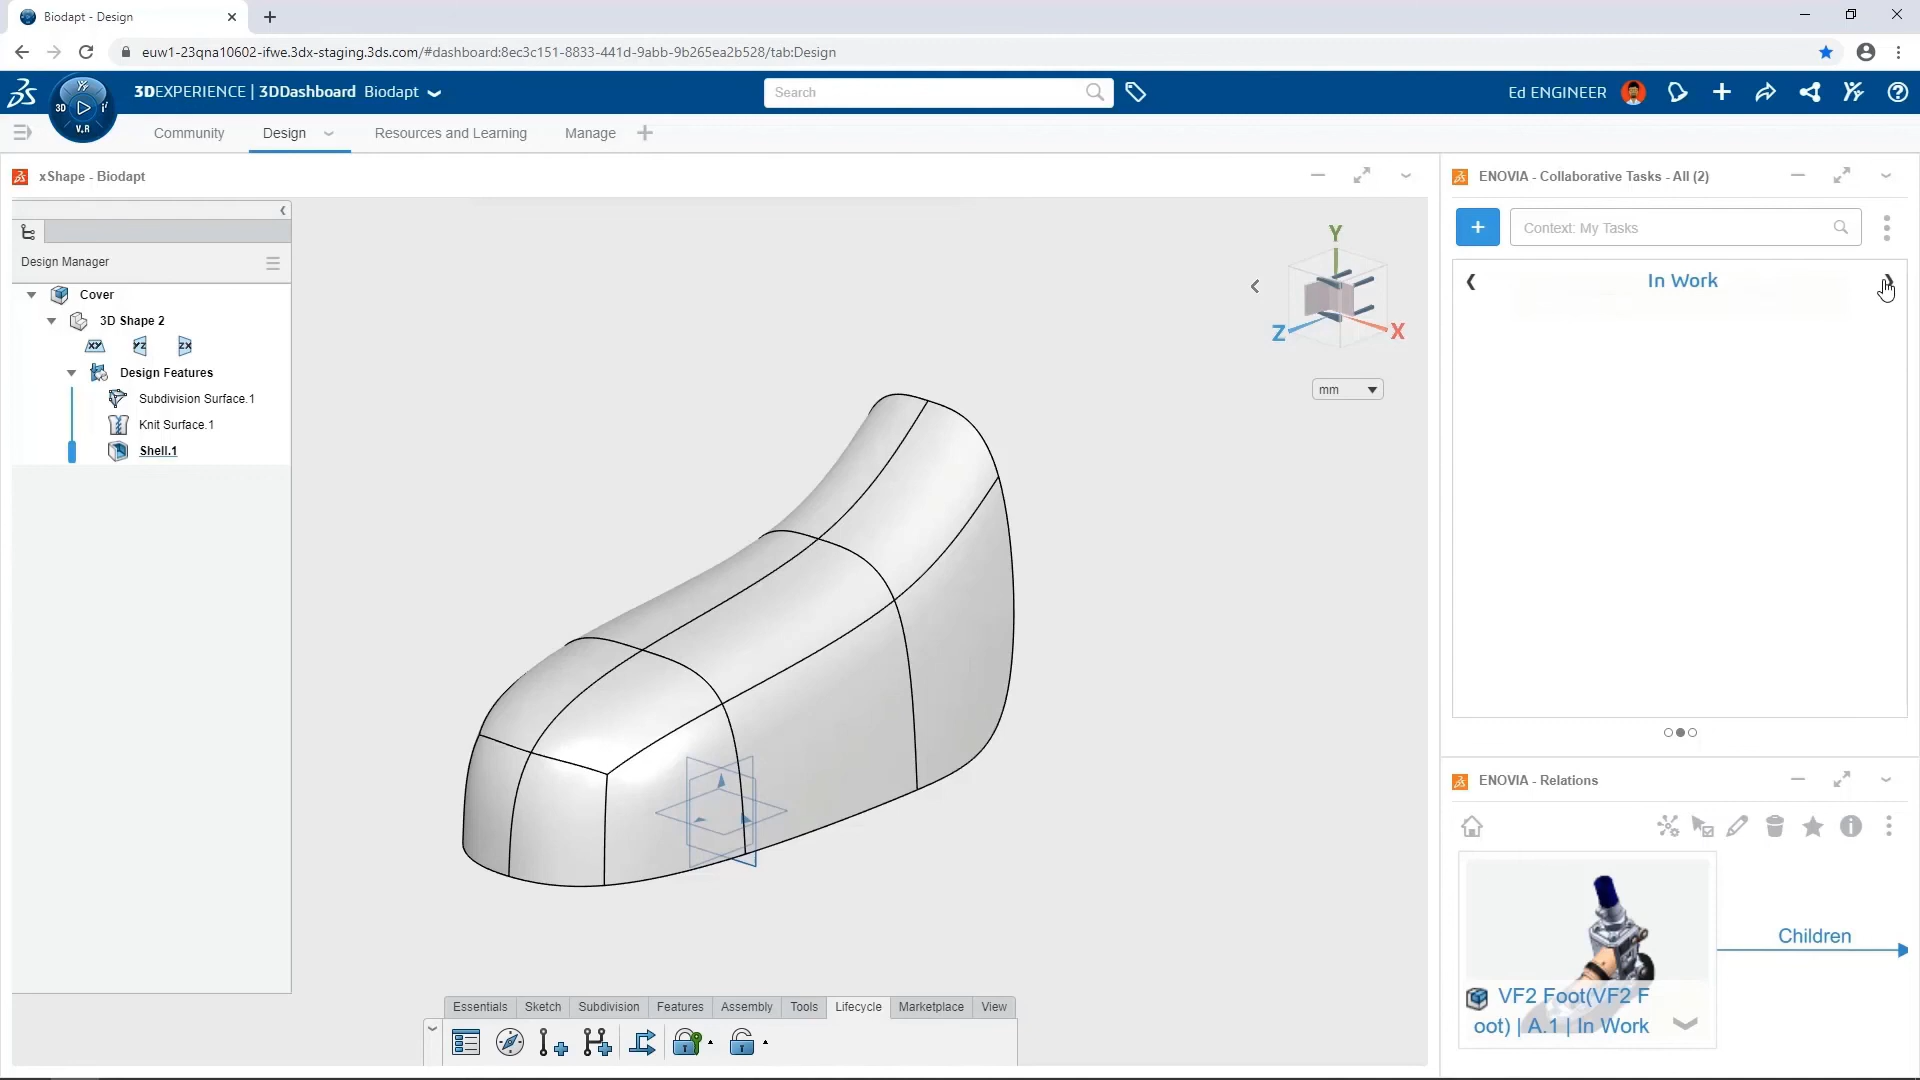 Biodapt - Design
euw1-23qna10602-ifwe.3dx-staging.3ds.com/#dashboard:8ec3c151-8833-441d-9abb-9b265ea2b528/tab:Design
3D
V.R
3DEXPERIENCE | 3DDashboard Biodapt
Search
Ed ENGINEER
Community
Design
Resources and Learning
Manage
xShape - Biodapt
ENOVIA - Collaborative Tasks - All (2)
Context: My Tasks
Design Manager
In Work
Cover
3D Shape 2
XY
YZ
ZX
Design Features
Subdivision Surface.1
Knit Surface.1
Shell.1
Y
Z
X
mm
ENOVIA - Relations
Children
VF2 Foot(VF2 F
oot) | A.1 | In Work
Essentials
Sketch
Subdivision
Features
Assembly
Tools
Lifecycle
Marketplace
View